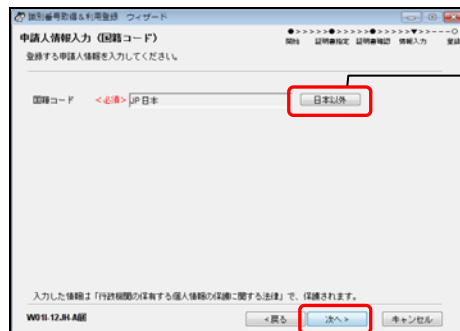 識別番号取得&利用登録 ウィザード
申請人情報入力 (国籍コード)
●>>>>>●>>>>>●>>>>>▼>>---○
開始 証明書指定 証明書確認 情報入力 登録
登録する申請人情報を入力してください。
国籍コード <必須> JP 日本 日本以外
入力した情報は「行政機関の保有する個人情報の保護に関する法律」で、保護されます。
W011-12.JH-A国
<戻る 次へ> キャンセル